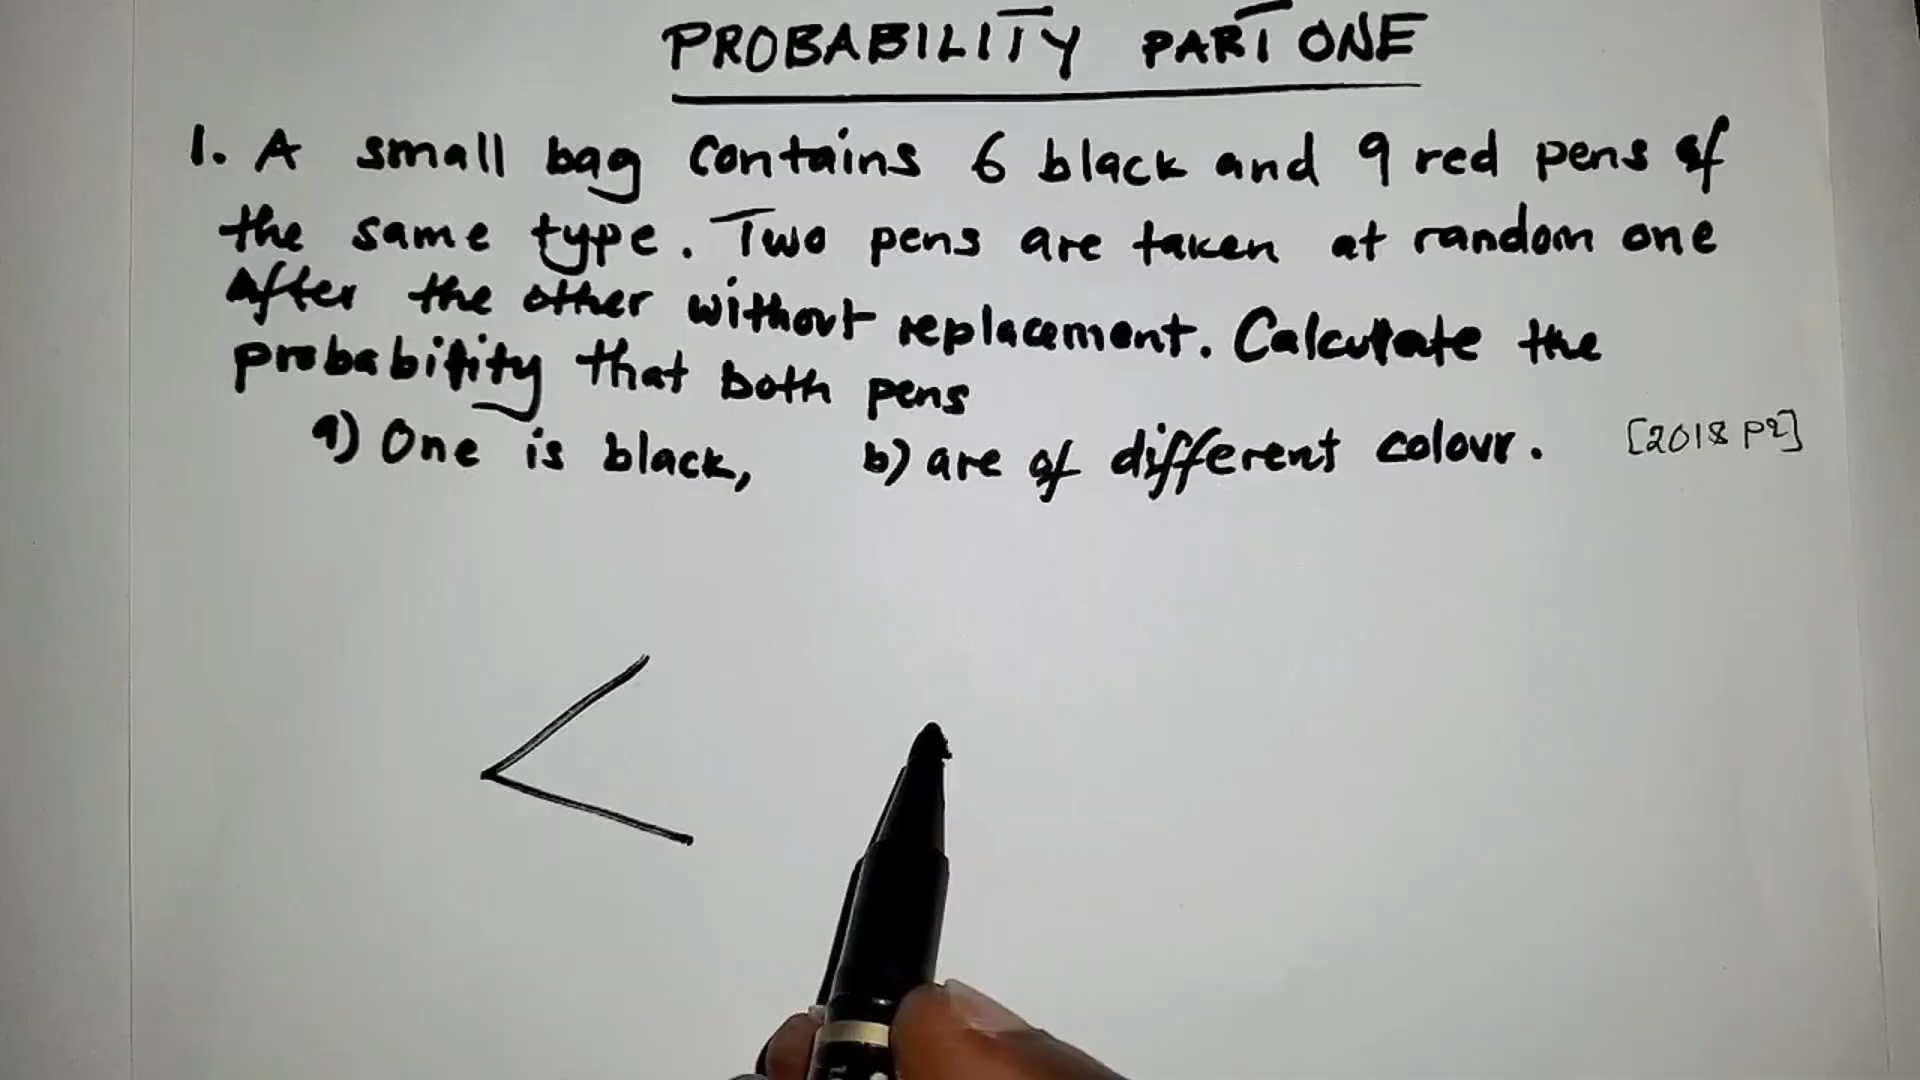 PROBABILITY PART ONE
1. A small bag contains 6 black and 9 red pens of
the same type. Two pens are taken at random one
after the other without replacement. Calculate the
probability that both pens
a) One is black, b) are of different colour. [2018 P2]